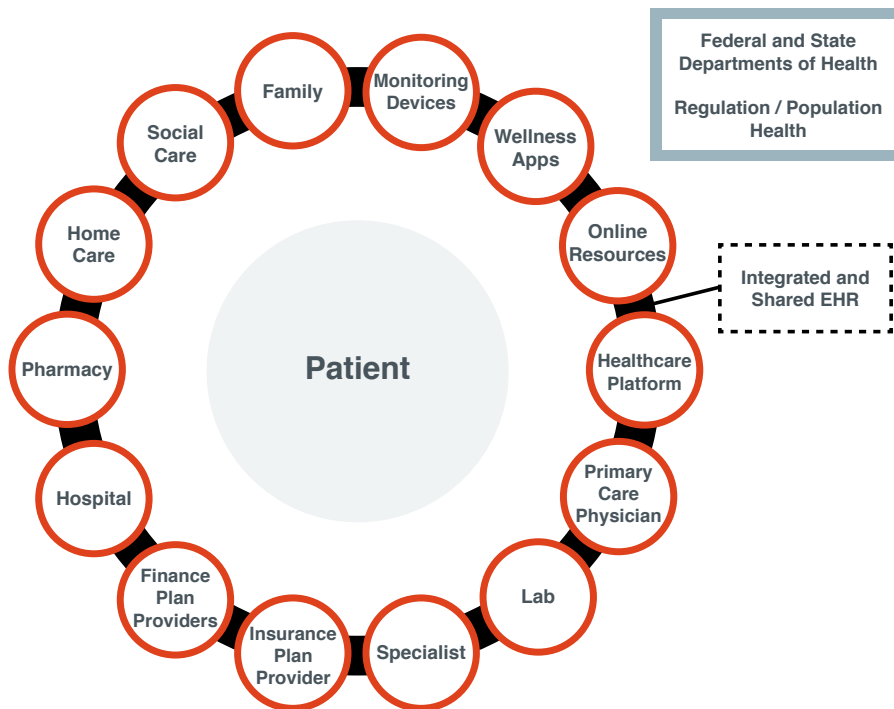 Federal and State
Departments of Health
Regulation / Population
Health
Family
Monitoring
Devices
Wellness
Apps
Online
Resources
Integrated and
Shared EHR
Healthcare
Platform
Primary
Care
Physician
Lab
Specialist
Insurance
Plan
Provider
Finance
Plan
Providers
Hospital
Pharmacy
Home
Care
Social
Care
Patient